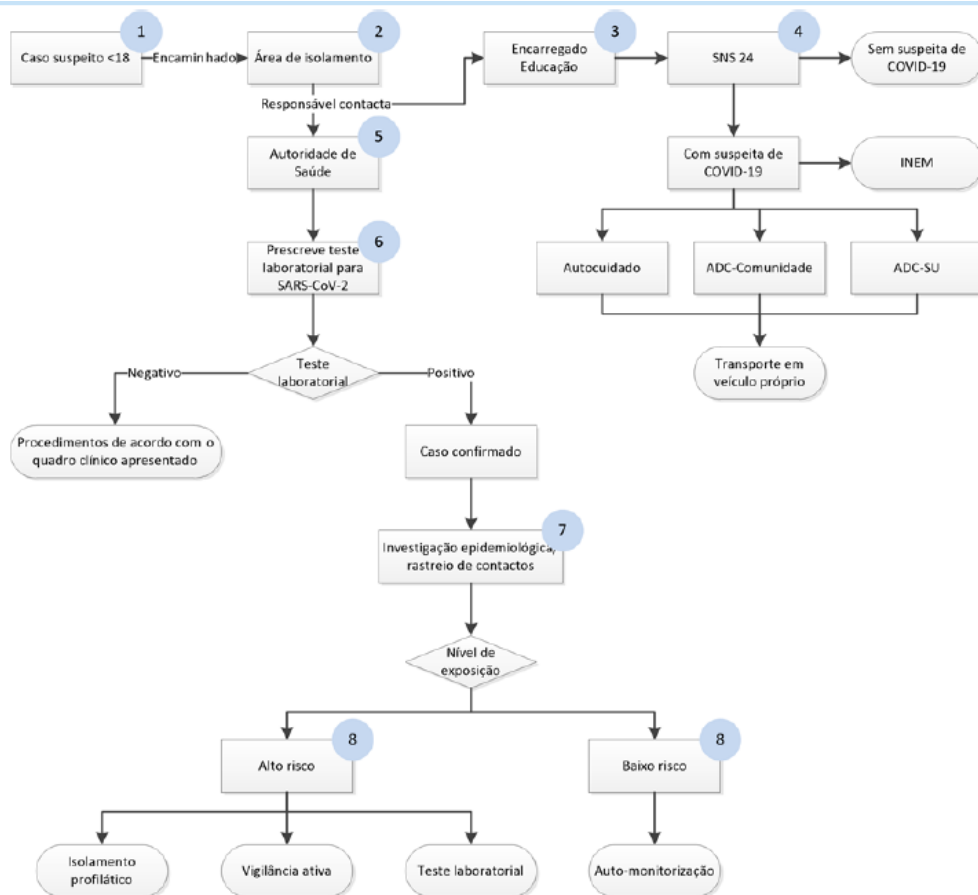 1
Caso suspeito <18
Encaminhado
2
Área de isolamento
3
Encarregado
Educação
4
SNS 24
Sem suspeita de
COVID-19
Responsável contacta
5
Autoridade de
Saúde
Com suspeita de
COVID-19
INEM
6
Prescreve teste
laboratorial para
SARS-CoV-2
Autocuidado
ADC-Comunidade
ADC-SU
Transporte em
veículo próprio
Teste
laboratorial
Negativo
Positivo
Procedimentos de acordo com o
quadro clínico apresentado
Caso confirmado
7
Investigação epidemiológica,
rastreio de contactos
Nível de
exposição
8
Alto risco
8
Baixo risco
Isolamento
profilático
Vigilância ativa
Teste laboratorial
Auto-monitorização